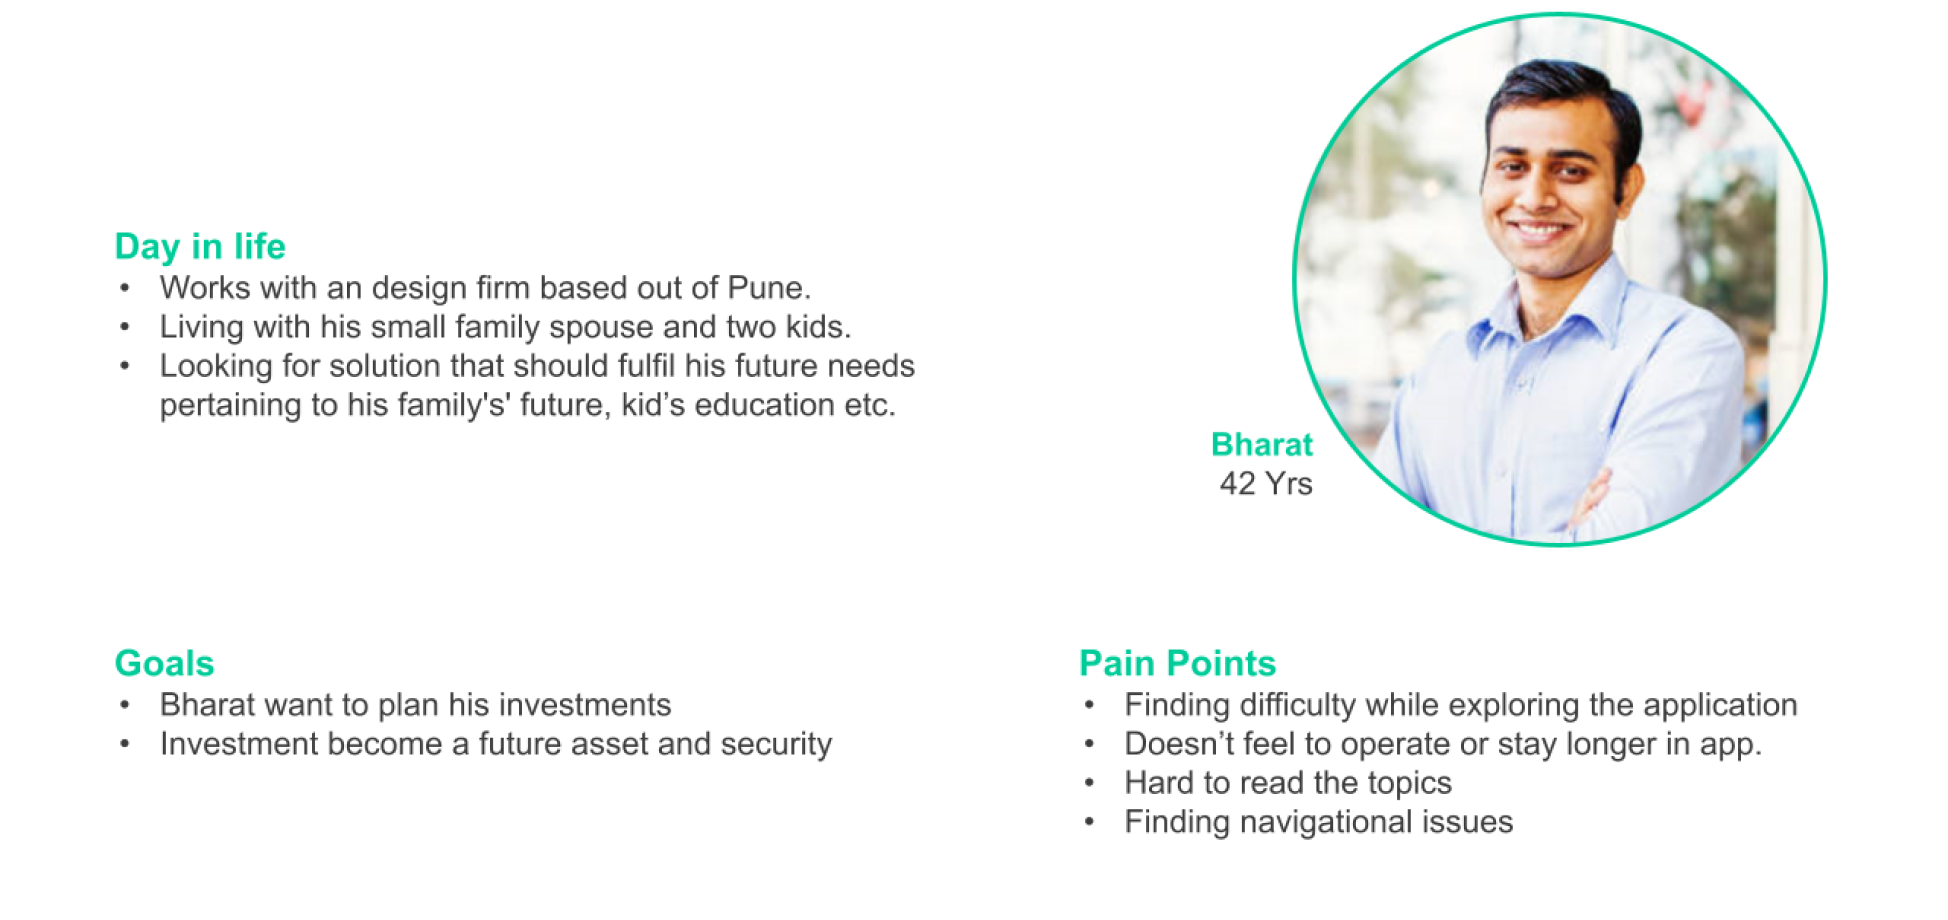 Day in life
• Works with an design firm based out of Pune.
• Living with his small family spouse and two kids.
• Looking for solution that should fulfil his future needs
pertaining to his family's' future, kid’s education etc.
Bharat
42 Yrs
Goals
• Bharat want to plan his investments
• Investment become a future asset and security
Pain Points
• Finding difficulty while exploring the application
• Doesn’t feel to operate or stay longer in app.
• Hard to read the topics
• Finding navigational issues